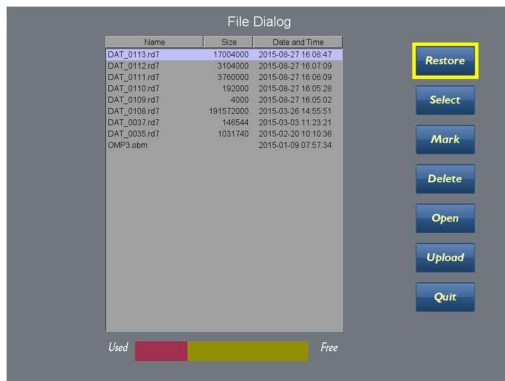 File Dialog
Name Size Date and Time
DAT_0113.rd7 17004000 2015-08-27 16:08:47
DAT_0112.rd7 3104000 2015-08-27 16:07:09
DAT_0111.rd7 3760000 2015-08-27 16:06:09
DAT_0110.rd7 192000 2015-08-27 16:05:28
DAT_0109.rd7 4000 2015-08-27 16:05:02
DAT_0108.rd7 191572000 2015-03-26 14:55:51
DAT_0037.rd7 146544 2015-03-03 11:23:21
DAT_0035.rd7 1031740 2015-02-20 10:10:36
OMP3.obm 2015-01-09 07:57:34
Restore
Select
Mark
Delete
Open
Upload
Quit
Used Free